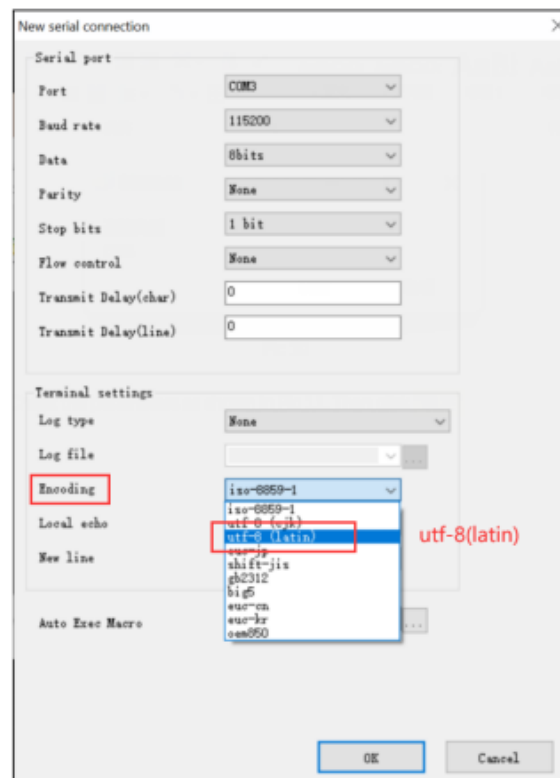 New serial connection
Serial port
Port COM3
Baud rate 115200
Data 8bits
Parity None
Stop bits 1 bit
Flow control None
Transmit Delay(char) 0
Transmit Delay(line) 0
Terminal settings
Log type None
Log file ...
Encoding iso-8859-1
iso-8859-1
utf-8 (cjk)
utf-8 (latin) utf-8(latin)
Local echo
euc-jp
shift-jis
New line
gb2312
big5
euc-cn
euc-kr
oem850
Auto Exec Macro ...
OK Cancel